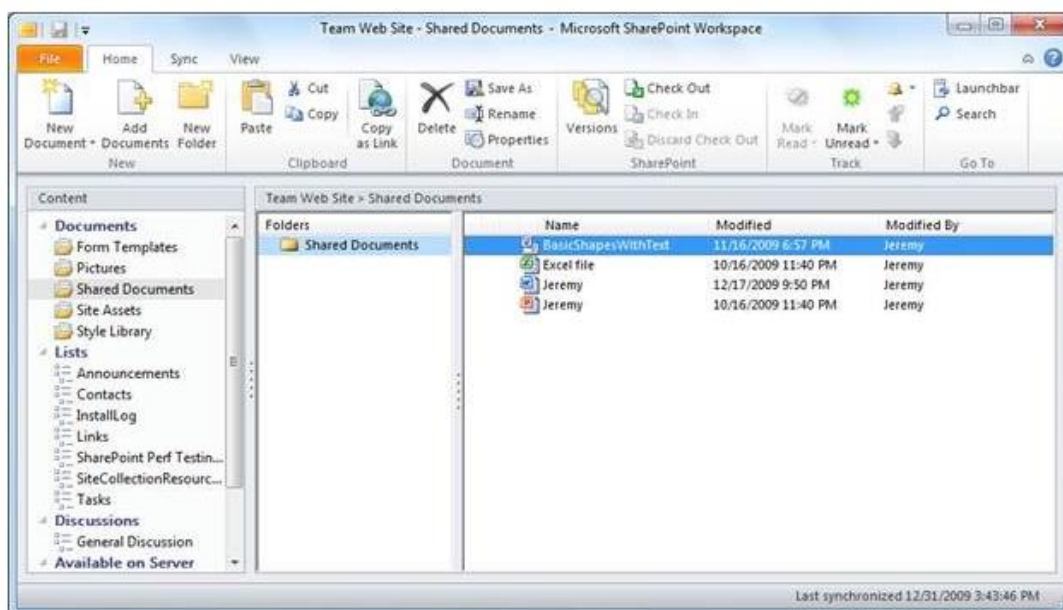 Team Web Site - Shared Documents - Microsoft SharePoint Workspace
File Home Sync View
New Document
Add Documents
New Folder
New
Paste
Cut
Copy
Copy as Link
Clipboard
Delete
Save As
Rename
Properties
Document
Versions
Check Out
Check In
Discard Check Out
SharePoint
Mark Read
Mark Unread
Track
Launchbar
Search
Go To
Content
Documents
Form Templates
Pictures
Shared Documents
Site Assets
Style Library
Lists
Announcements
Contacts
InstallLog
Links
SharePoint Perf Testin...
SiteCollectionResourc...
Tasks
Discussions
General Discussion
Available on Server
Team Web Site > Shared Documents
Folders
Shared Documents
Name Modified Modified By
BasicShapesWithText 11/16/2009 6:57 PM Jeremy
Excel file 10/16/2009 11:40 PM Jeremy
Jeremy 12/17/2009 9:50 PM Jeremy
Jeremy 10/16/2009 11:40 PM Jeremy
Last synchronized 12/31/2009 3:43:46 PM